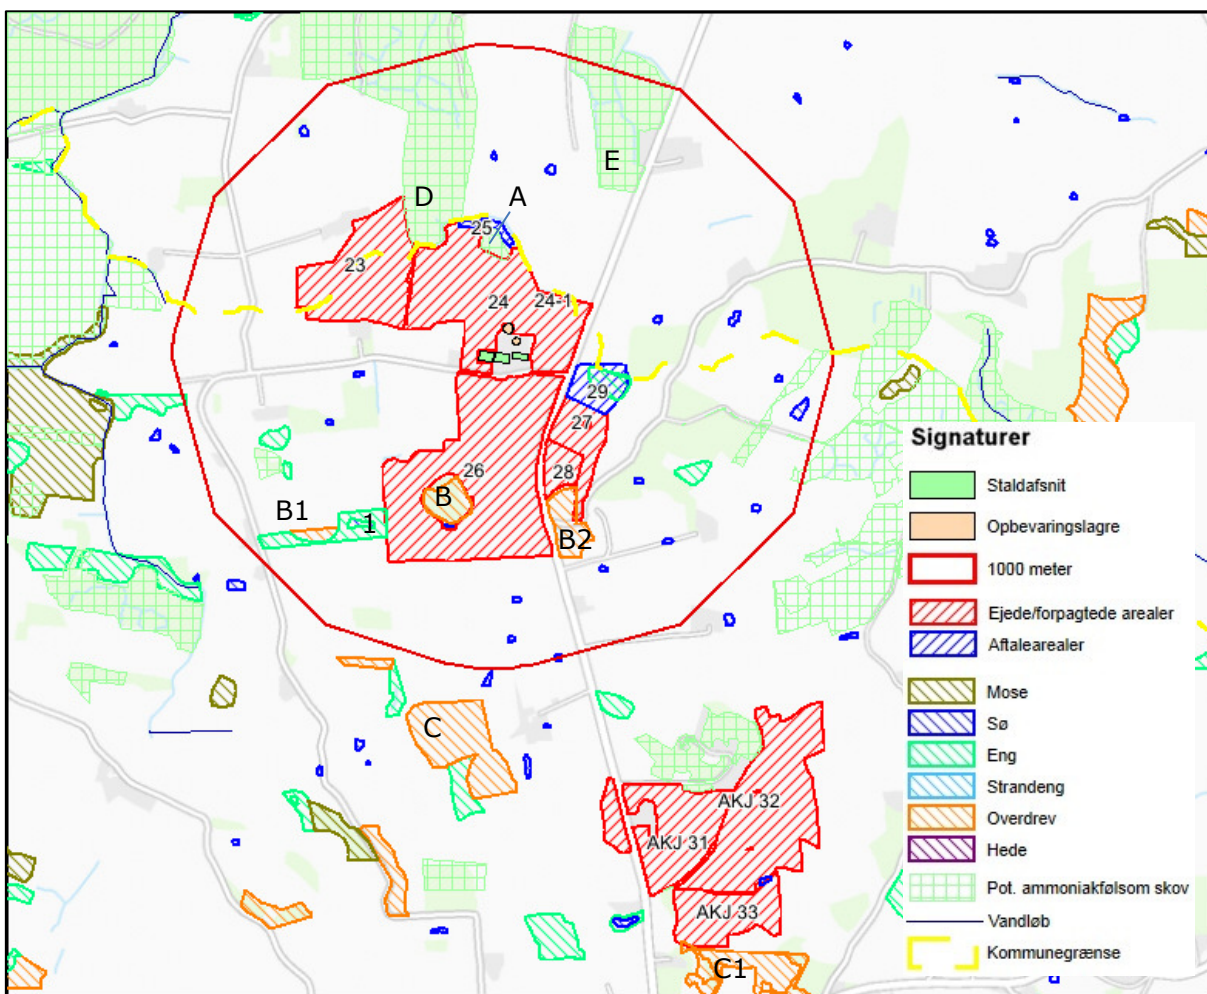 E
D
A
25
23
24
24-1
29
27
26
28
B
B1
1
B2
C
AKJ 32
AKJ 31
AKJ 33
C1
Signaturer
Staldafsnit
Opbevaringslagre
1000 meter
Ejede/forpagtede arealer
Aftalearealer
Mose
Sø
Eng
Strandeng
Overdrev
Hede
Pot. ammoniakfølsom skov
Vandløb
Kommunegrænse